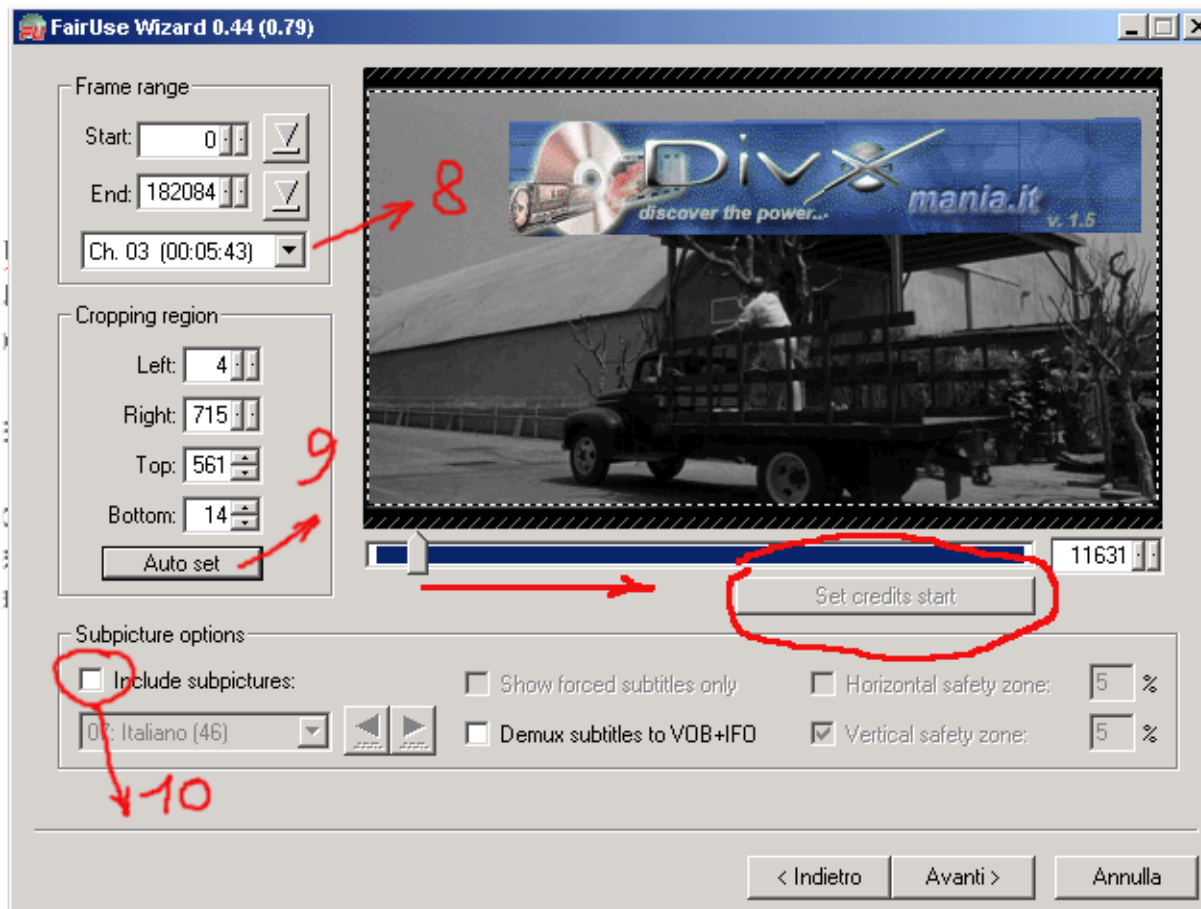 FairUse Wizard 0.44 (0.79)
Frame range
Start: 0
End: 182084
Ch. 03 (00:05:43)
8
DivX
mania.it
discover the power...
v. 1.5
Cropping region
Left: 4
Right: 715
Top: 561
Bottom: 14
Auto set
9
11631
Set credits start
Subpicture options
Include subpictures:
Show forced subtitles only
Horizontal safety zone: 5 %
07: Italiano (46)
Demux subtitles to VOB+IFO
Vertical safety zone: 5 %
10
< Indietro
Avanti >
Annulla